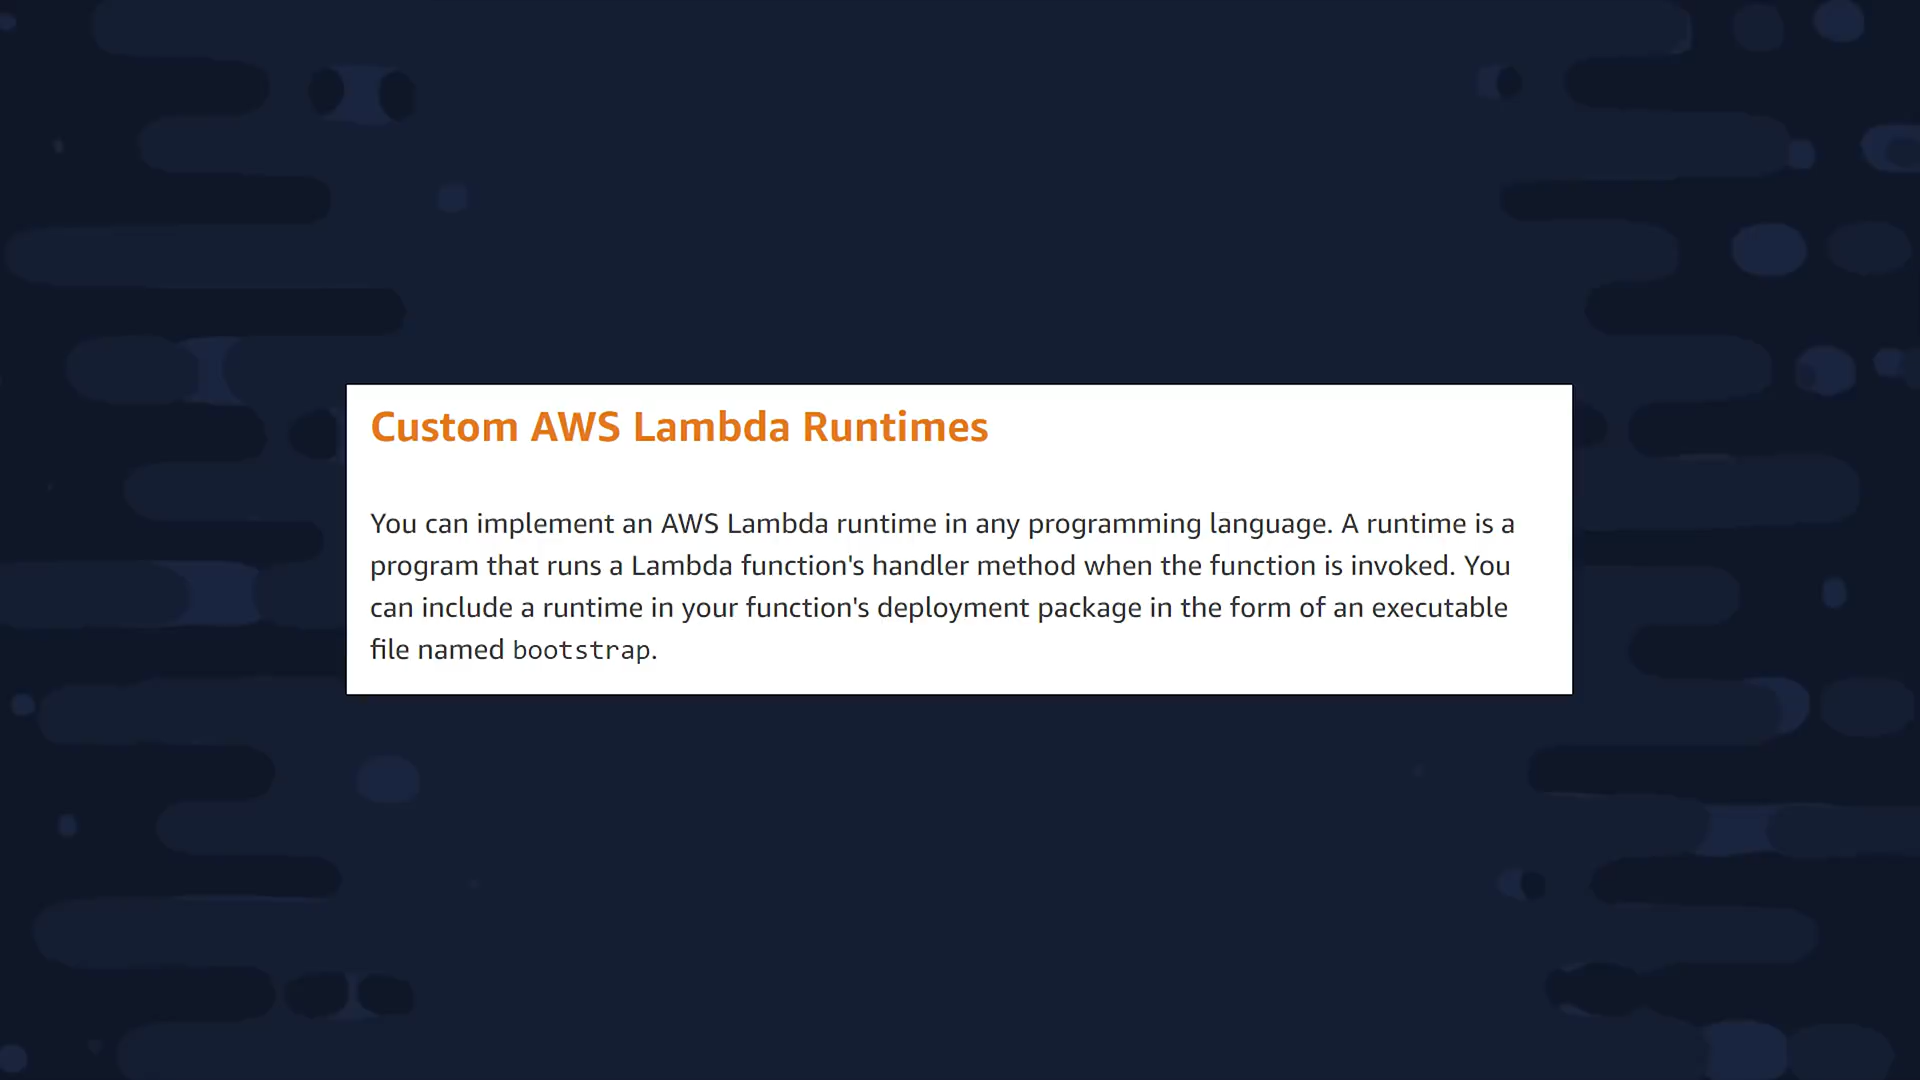 Custom AWS Lambda Runtimes
You can implement an AWS Lambda runtime in any programming language. A runtime is a
program that runs a Lambda function's handler method when the function is invoked. You
can include a runtime in your function's deployment package in the form of an executable
file named bootstrap.